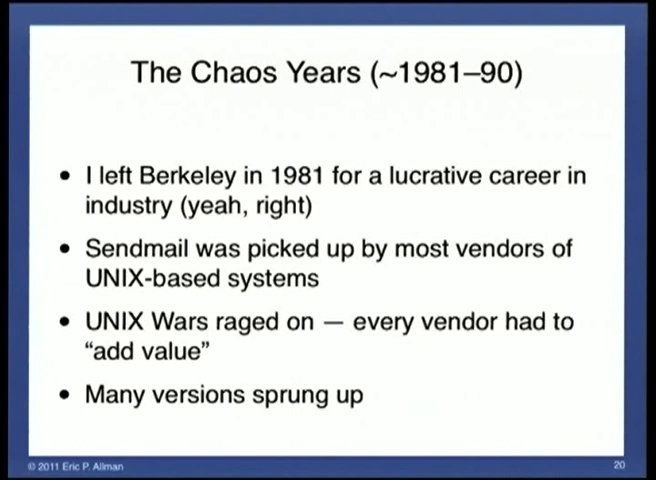 The Chaos Years (~1981–90)
• I left Berkeley in 1981 for a lucrative career in
industry (yeah, right)
• Sendmail was picked up by most vendors of
UNIX-based systems
• UNIX Wars raged on — every vendor had to
“add value”
• Many versions sprung up
© 2011 Eric P. Allman
20